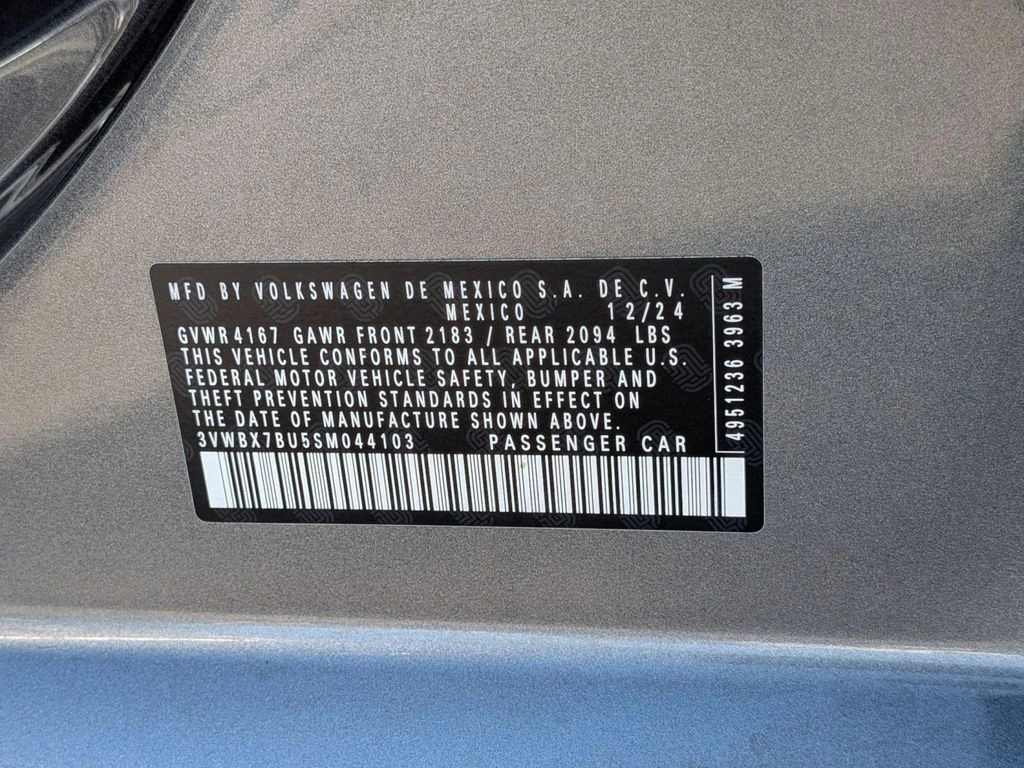 MFD BY VOLKSWAGEN DE MEXICO S.A. DE C.V.
MEXICO 12/24
GVWR 4167 GAWR FRONT 2183 / REAR 2094 LBS
THIS VEHICLE CONFORMS TO ALL APPLICABLE U.S.
FEDERAL MOTOR VEHICLE SAFETY, BUMPER AND
THEFT PREVENTION STANDARDS IN EFFECT ON
THE DATE OF MANUFACTURE SHOWN ABOVE.
3VWBX7BU5SM044103 PASSENGER CAR
4951236 3963 M